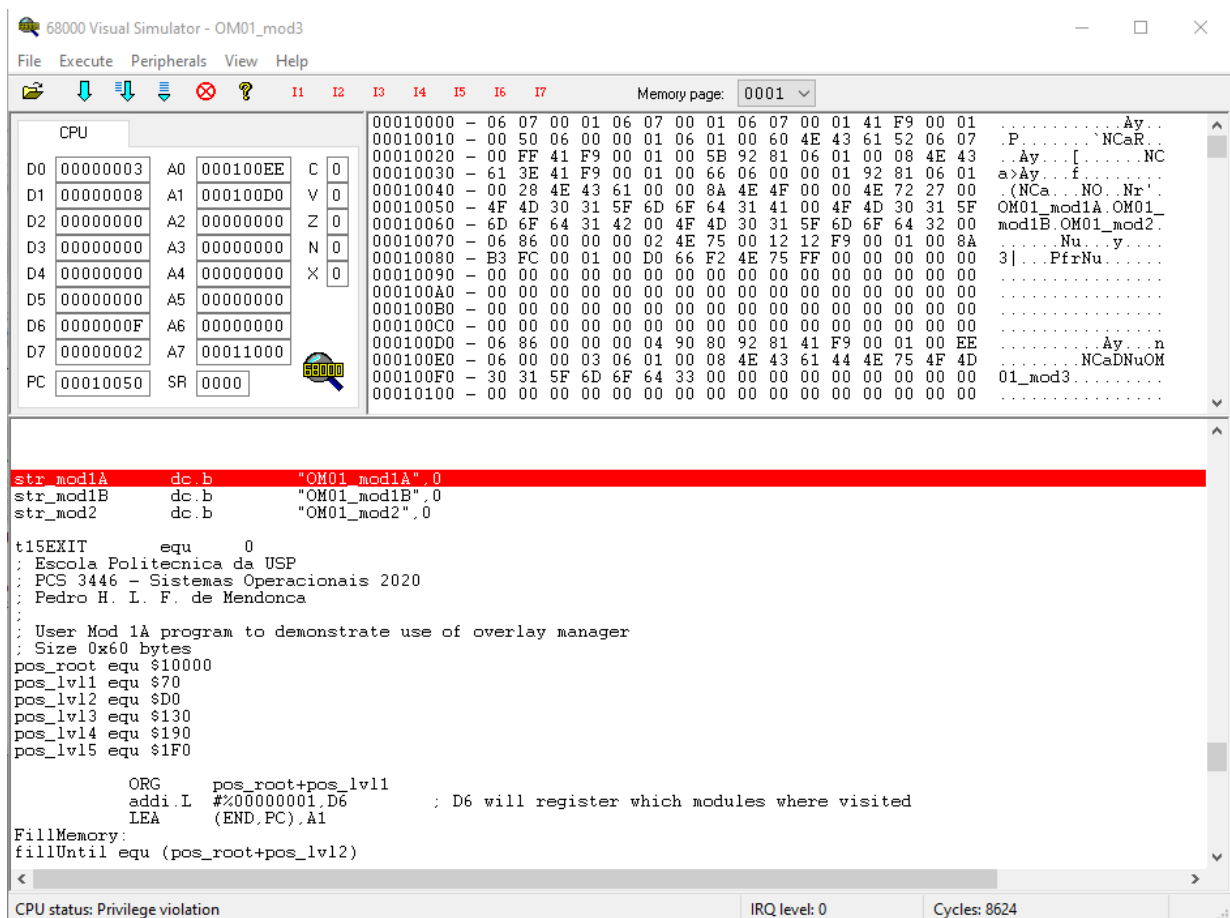 68000 Visual Simulator - OM01_mod3
File Execute Peripherals View Help
I1 I2 I3 I4 I5 I6 I7 Memory page: 0001
CPU
D0 00000003 A0 000100EE C 0
D1 00000008 A1 000100D0 V 0
D2 00000000 A2 00000000 Z 0
D3 00000000 A3 00000000 N 0
D4 00000000 A4 00000000 X 0
D5 00000000 A5 00000000
D6 0000000F A6 00000000
D7 00000002 A7 00011000
68000
PC 00010050 SR 0000
00010000 - 06 07 00 01 06 07 00 01 06 07 00 01 41 F9 00 01 ............Ay..
00010010 - 00 50 06 00 00 01 06 01 00 60 4E 43 61 52 06 07 .P.......`NCaR..
00010020 - 00 FF 41 F9 00 01 00 5B 92 81 06 01 00 08 4E 43 ..Ay...[......NC
00010030 - 61 3E 41 F9 00 01 00 66 06 00 00 01 92 81 06 01 a>Ay...f........
00010040 - 00 28 4E 43 61 00 00 8A 4E 4F 00 00 4E 72 27 00 .(NCa...NO..Nr'.
00010050 - 4F 4D 30 31 5F 6D 6F 64 31 41 00 4F 4D 30 31 5F OM01_mod1A.OM01_
00010060 - 6D 6F 64 31 42 00 4F 4D 30 31 5F 6D 6F 64 32 00 mod1B.OM01_mod2.
00010070 - 06 86 00 00 00 02 4E 75 00 12 12 F9 00 01 00 8A ......Nu...y....
00010080 - B3 FC 00 01 00 D0 66 F2 4E 75 FF 00 00 00 00 00 3|...PfrNu......
00010090 - 00 00 00 00 00 00 00 00 00 00 00 00 00 00 00 00 ................
000100A0 - 00 00 00 00 00 00 00 00 00 00 00 00 00 00 00 00 ................
000100B0 - 00 00 00 00 00 00 00 00 00 00 00 00 00 00 00 00 ................
000100C0 - 00 00 00 00 00 00 00 00 00 00 00 00 00 00 00 00 ................
000100D0 - 06 86 00 00 00 04 90 80 92 81 41 F9 00 01 00 EE ..........Ay...n
000100E0 - 06 00 00 03 06 01 00 08 4E 43 61 44 4E 75 4F 4D ........NCaDNuOM
000100F0 - 30 31 5F 6D 6F 64 33 00 00 00 00 00 00 00 00 00 01_mod3.........
00010100 - 00 00 00 00 00 00 00 00 00 00 00 00 00 00 00 00 ................
str_mod1A dc.b "OM01_mod1A",0
str_mod1B dc.b "OM01_mod1B",0
str_mod2 dc.b "OM01_mod2",0
t15EXIT equ 0
; Escola Politecnica da USP
; PCS 3446 - Sistemas Operacionais 2020
; Pedro H. L. F. de Mendonca
;
; User Mod 1A program to demonstrate use of overlay manager
; Size 0x60 bytes
pos_root equ $10000
pos_lvl1 equ $70
pos_lvl2 equ $D0
pos_lvl3 equ $130
pos_lvl4 equ $190
pos_lvl5 equ $1F0
ORG pos_root+pos_lvl1
addi.L #%00000001,D6 ; D6 will register which modules where visited
LEA (END,PC),A1
FillMemory:
fillUntil equ (pos_root+pos_lvl2)
CPU status: Privilege violation IRQ level: 0 Cycles: 8624